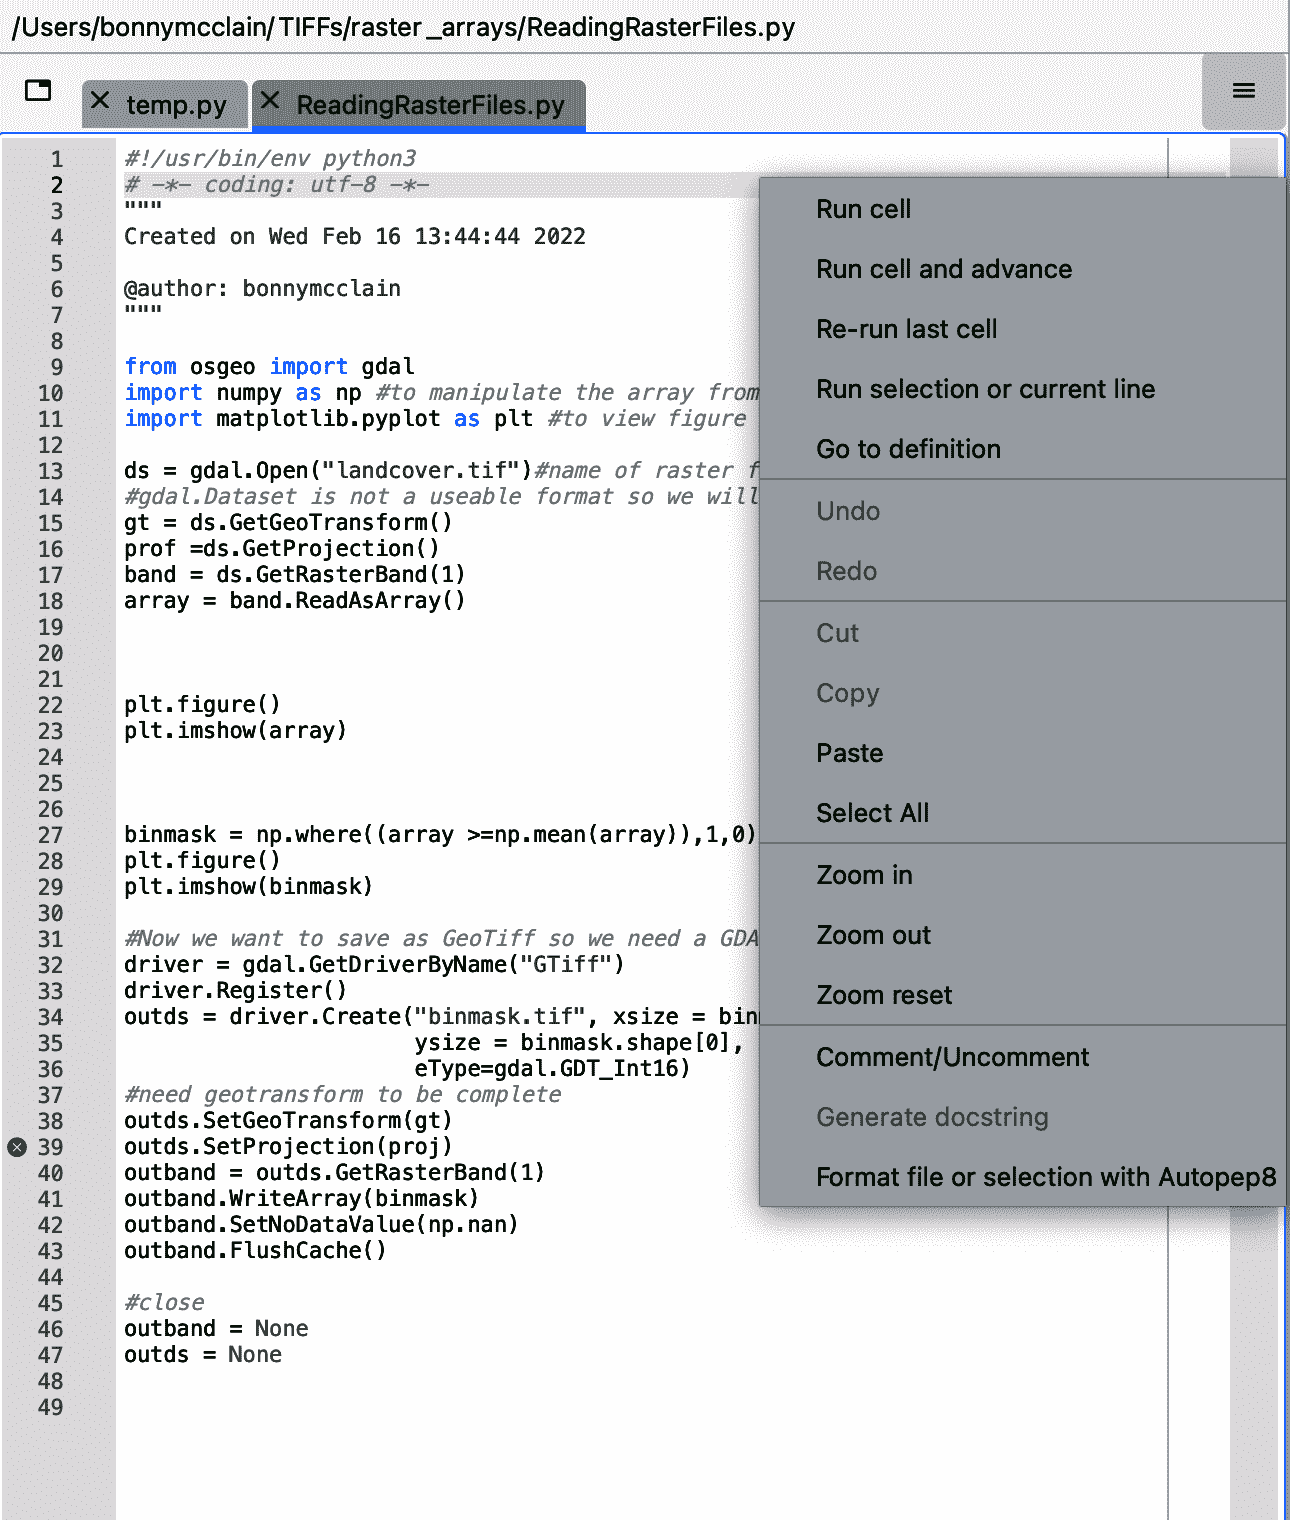 /Users/bonnymcclain/TIFFs/raster_arrays/ReadingRasterFiles.py
temp.py
ReadingRasterFiles.py
1 #!/usr/bin/env python3
2 # -*- coding: utf-8 -*-
3 """
4 Created on Wed Feb 16 13:44:44 2022
5
6 @author: bonnymcclain
7 """
8
9 from osgeo import gdal
10 import numpy as np #to manipulate the array from
11 import matplotlib.pyplot as plt #to view figure
12
13 ds = gdal.Open("landcover.tif")#name of raster f
14 #gdal.Dataset is not a useable format so we will
15 gt = ds.GetGeoTransform()
16 prof =ds.GetProjection()
17 band = ds.GetRasterBand(1)
18 array = band.ReadAsArray()
19
20
21
22 plt.figure()
23 plt.imshow(array)
24
25
26
27 binmask = np.where((array >=np.mean(array)),1,0)
28 plt.figure()
29 plt.imshow(binmask)
30
31 #Now we want to save as GeoTiff so we need a GDA
32 driver = gdal.GetDriverByName("GTiff")
33 driver.Register()
34 outds = driver.Create("binmask.tif", xsize = bin
35 ysize = binmask.shape[0],
36 eType=gdal.GDT_Int16)
37 #need geotransform to be complete
38 outds.SetGeoTransform(gt)
39 outds.SetProjection(proj)
40 outband = outds.GetRasterBand(1)
41 outband.WriteArray(binmask)
42 outband.SetNoDataValue(np.nan)
43 outband.FlushCache()
44
45 #close
46 outband = None
47 outds = None
48
49
Run cell
Run cell and advance
Re-run last cell
Run selection or current line
Go to definition
Undo
Redo
Cut
Copy
Paste
Select All
Zoom in
Zoom out
Zoom reset
Comment/Uncomment
Generate docstring
Format file or selection with Autopep8